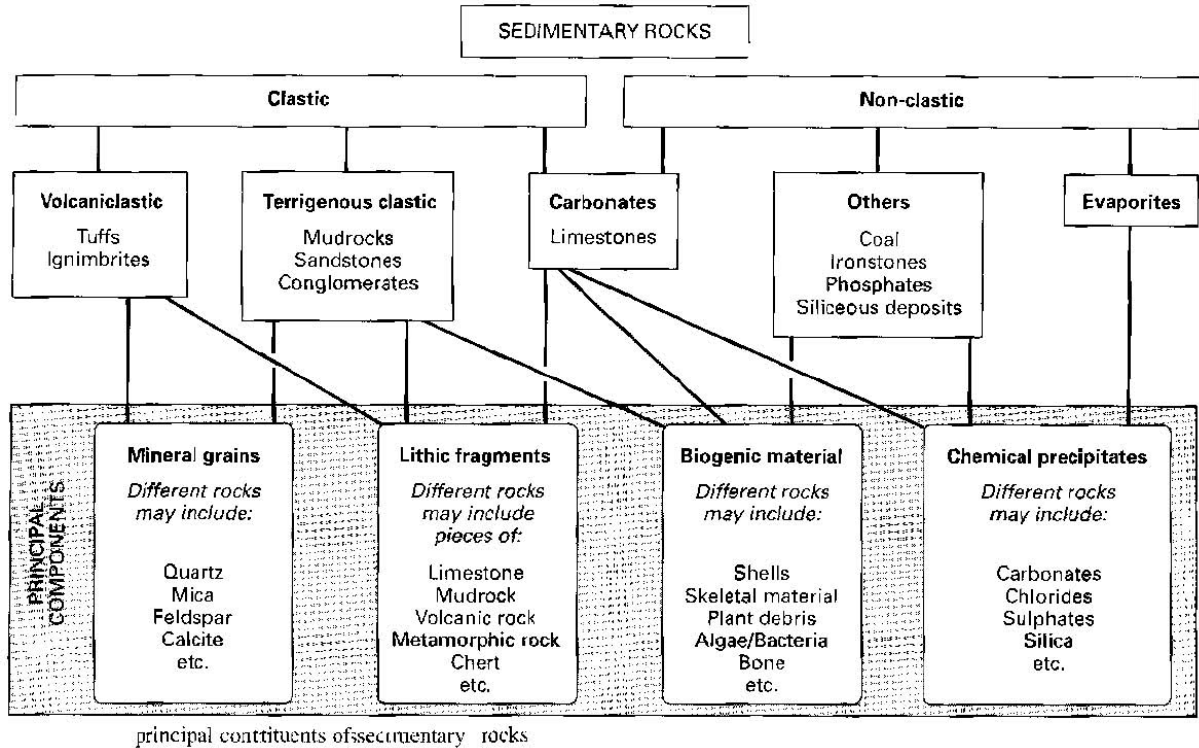 SEDIMENTARY ROCKS
Clastic
Non-clastic
Volcaniclastic
Tuffs
Ignimbrites
Terrigenous clastic
Mudrocks
Sandstones
Conglomerates
Carbonates
Limestones
Others
Coal
Ironstones
Phosphates
Siliceous deposits
Evaporites
PRINCIPAL
COMPONENTS
Mineral grains
Different rocks
may include:
Quartz
Mica
Feldspar
Calcite
etc.
Lithic fragments
Different rocks
may include
pieces of:
Limestone
Mudrock
Volcanic rock
Metamorphic rock
Chert
etc.
Biogenic material
Different rocks
may include:
Shells
Skeletal material
Plant debris
Algae/Bacteria
Bone
etc.
Chemical precipitates
Different rocks
may include:
Carbonates
Chlorides
Sulphates
Silica
etc.
principal conttituents ofssecimentary rocks